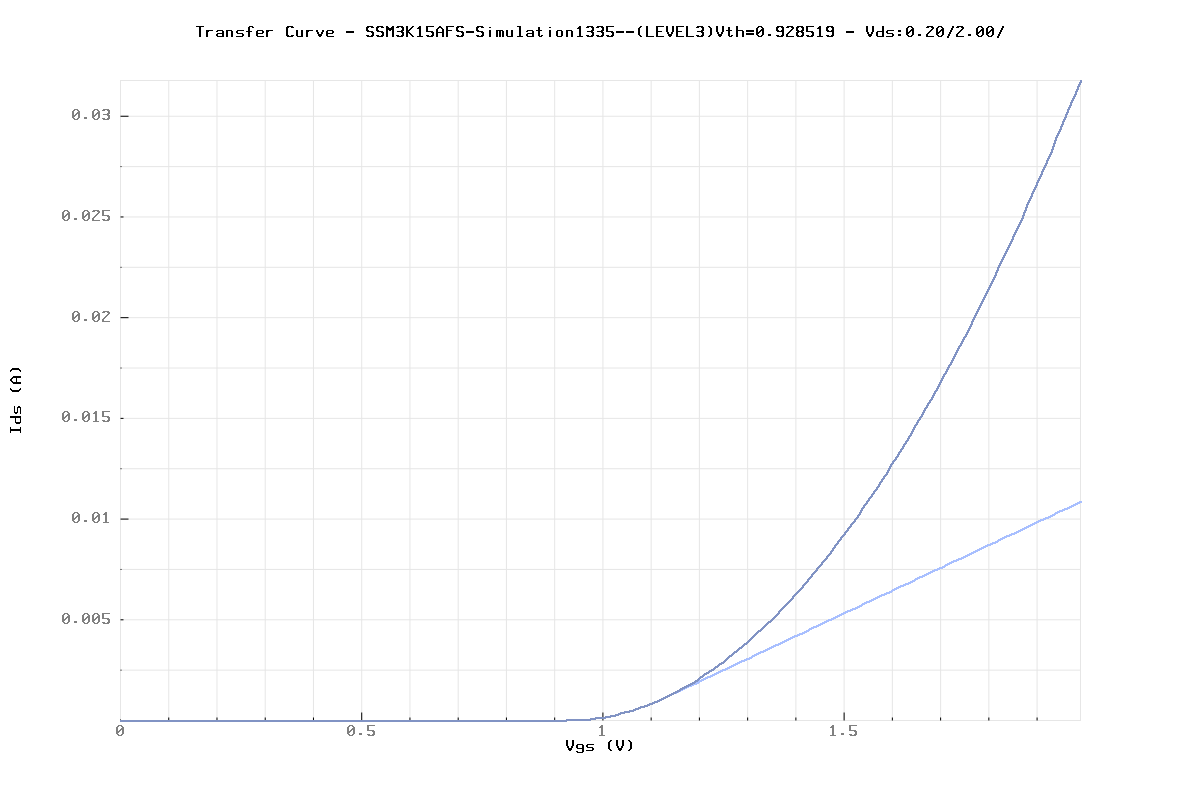 Transfer Curve - SSM3K15AFS-Simulation1335--(LEVEL3)Vth=0.928519 - Vds:0.20/2.00/
0.03
0.025
0.02
0.015
0.01
0.005
Ids (A)
0 0.5 1 1.5
Vgs (V)